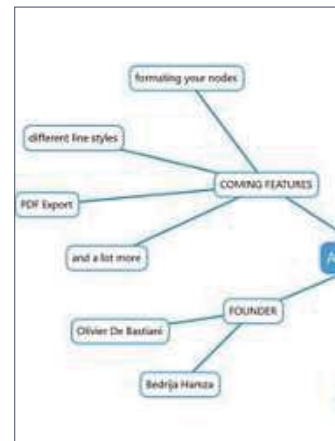 formating your nodes
different line styles
COMING FEATURES
PDF Export
and a lot more
A
FOUNDER
Olivier De Bastiani
Bedrija Hamza